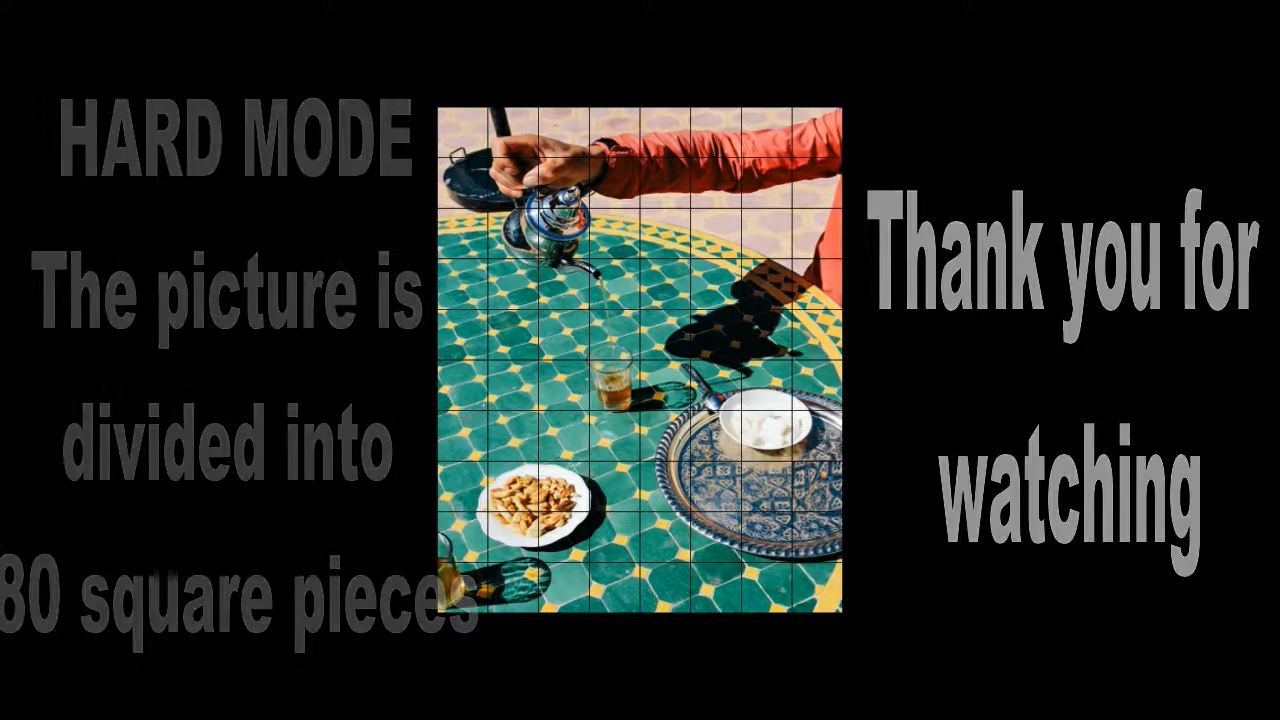 HARD MODE
The picture is
divided into
80 square pieces
Thank you for
watching